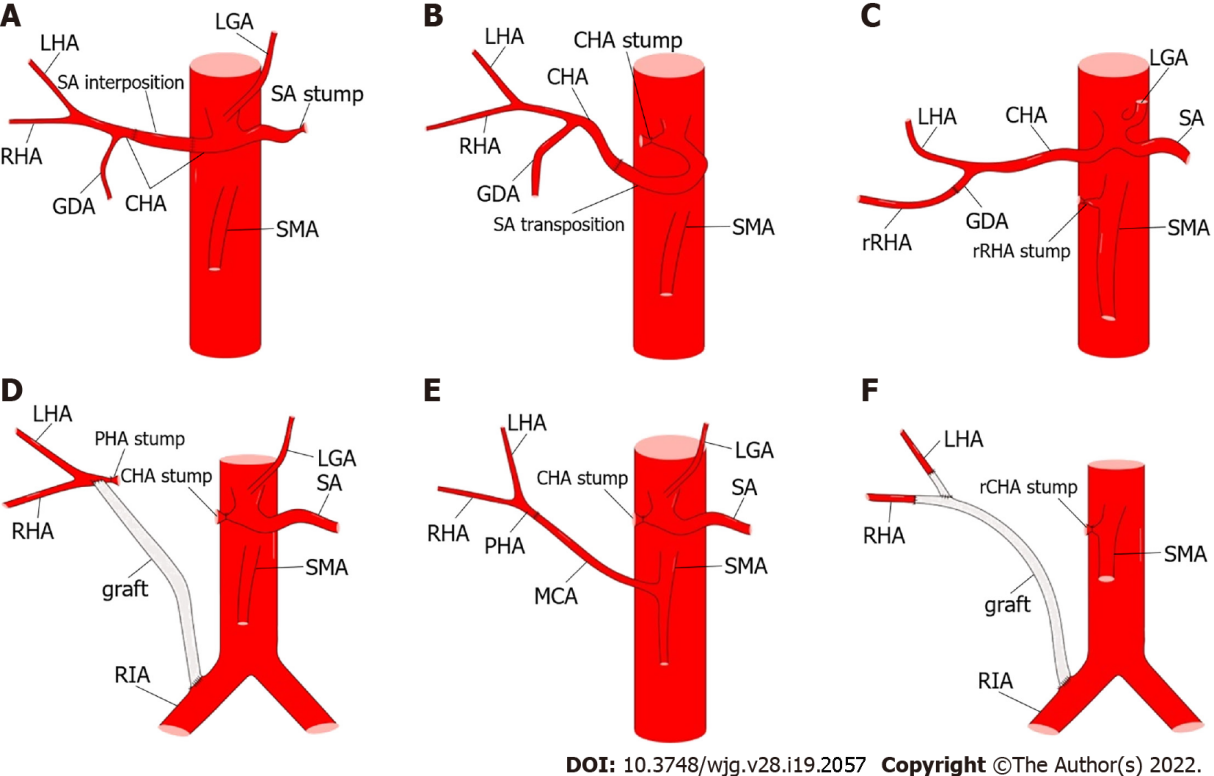 A
LGA
LHA
SA interposition
SA stump
RHA
GDA
CHA
SMA
B
LHA
CHA stump
CHA
RHA
GDA
SA transposition
SMA
C
LGA
LHA
CHA
SA
rRHA
GDA
rRHA stump
SMA
D
LHA
PHA stump
CHA stump
LGA
SA
RHA
graft
SMA
RIA
E
LHA
LGA
CHA stump
SA
RHA
PHA
SMA
MCA
F
LHA
rCHA stump
RHA
SMA
graft
RIA
DOI: 10.3748/wjg.v28.i19.2057 Copyright ©The Author(s) 2022.